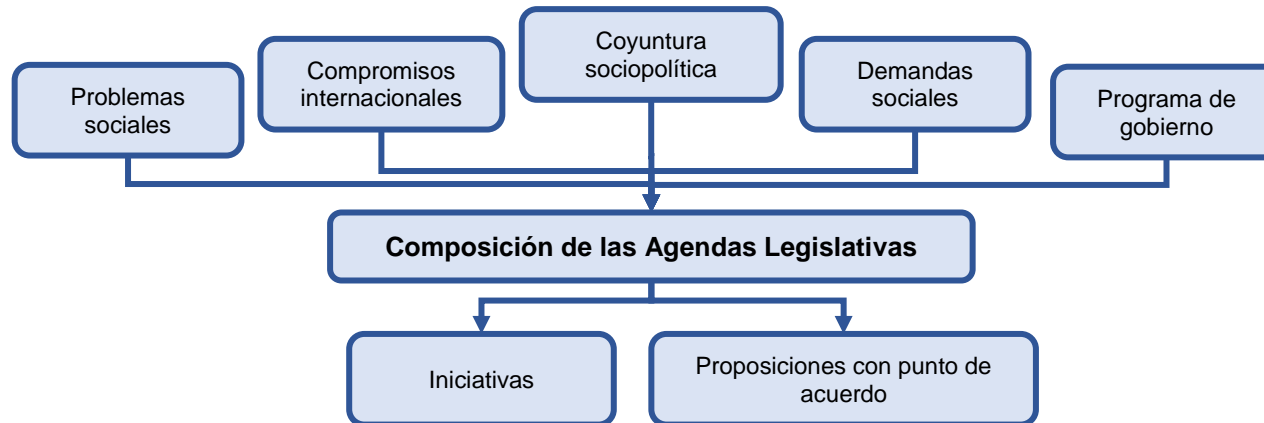 Problemas
sociales
Compromisos
internacionales
Coyuntura
sociopolítica
Demandas
sociales
Programa de
gobierno
Composición de las Agendas Legislativas
Iniciativas
Proposiciones con punto de
acuerdo